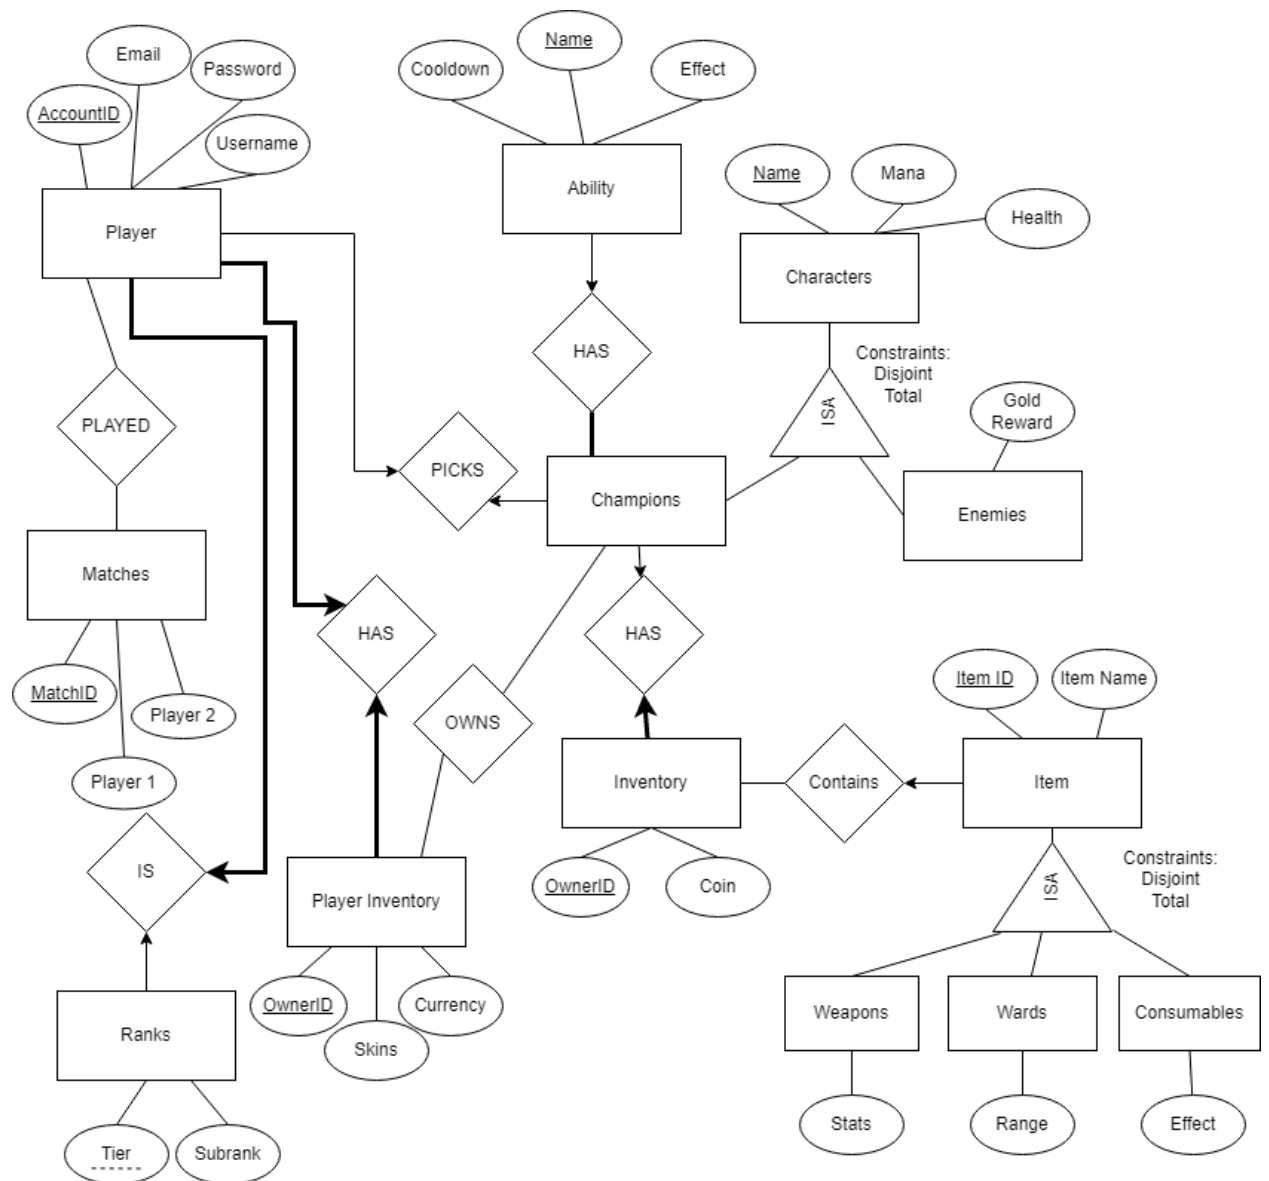 Email
Password
AccountID
Username
Player
Cooldown
Name
Effect
Ability
Name
Mana
Health
Characters
HAS
Constraints:
Disjoint
Total
ISA
Gold
Reward
PLAYED
PICKS
Champions
Enemies
Matches
HAS
HAS
MatchID
Player 2
Player 1
OWNS
Item ID
Item Name
Inventory
Contains
Item
IS
Player Inventory
OwnerID
Coin
Constraints:
Disjoint
Total
ISA
OwnerID
Currency
Skins
Weapons
Wards
Consumables
Ranks
Tier
Subrank
Stats
Range
Effect